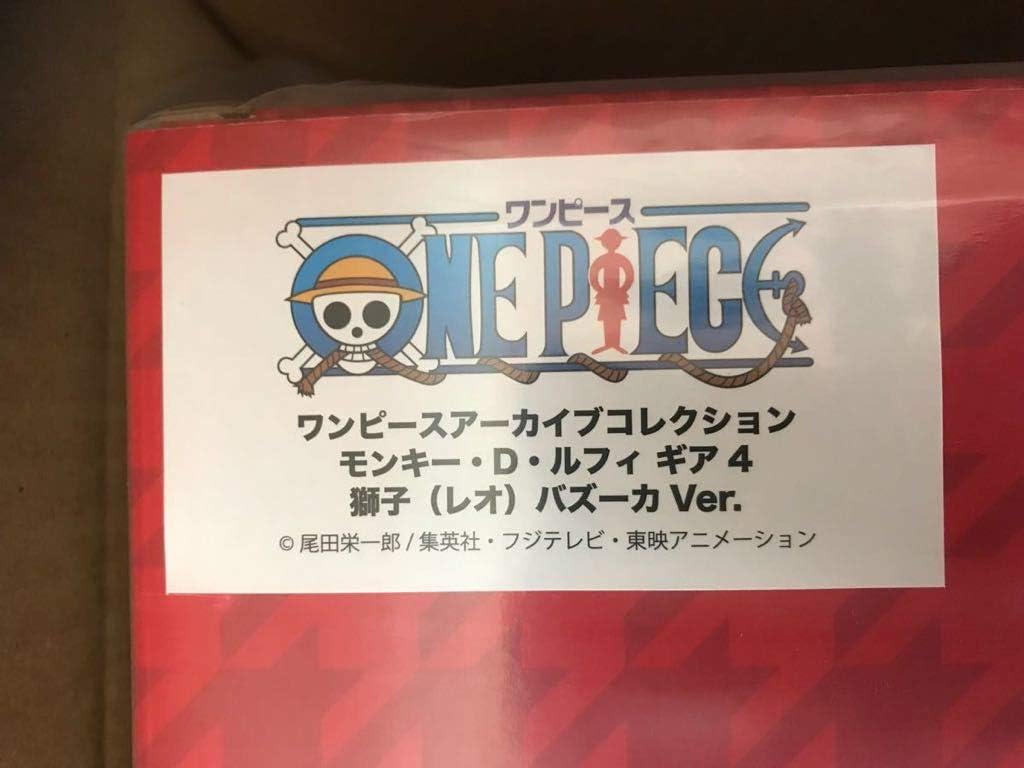 ワンピース
ONE PIECE
ワンピースアーカイブコレクション
モンキー・D・ルフィ ギア 4
獅子（レオ）バズーカ Ver.
© 尾田栄一郎 / 集英社・フジテレビ・東映アニメーション